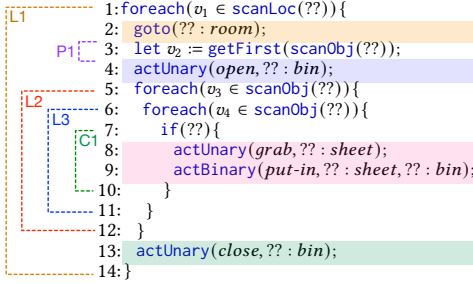 L1
1: foreach(v₁ ∈ scanLoc(??)){
2: goto(?? : room);
P1
3: let v₂ := getFirst(scanObj(??));
4: actUnary(open, ?? : bin);
L2
5: foreach(v₃ ∈ scanObj(??)){
L3
6: foreach(v₄ ∈ scanObj(??)){
C1
7: if(??){
8: actUnary(grab, ?? : sheet);
9: actBinary(put-in, ?? : sheet, ?? : bin);
10: }
11: }
12: }
13: actUnary(close, ?? : bin);
14: }